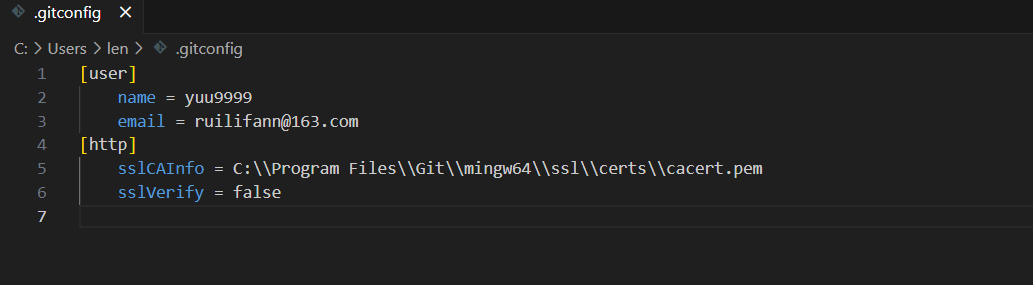 .gitconfig ×
C: > Users > len > .gitconfig
1 [user]
2 name = yuu9999
3 email = ruilifann@163.com
4 [http]
5 sslCAInfo = C:\\Program Files\\Git\\mingw64\\ssl\\certs\\cacert.pem
6 sslVerify = false
7